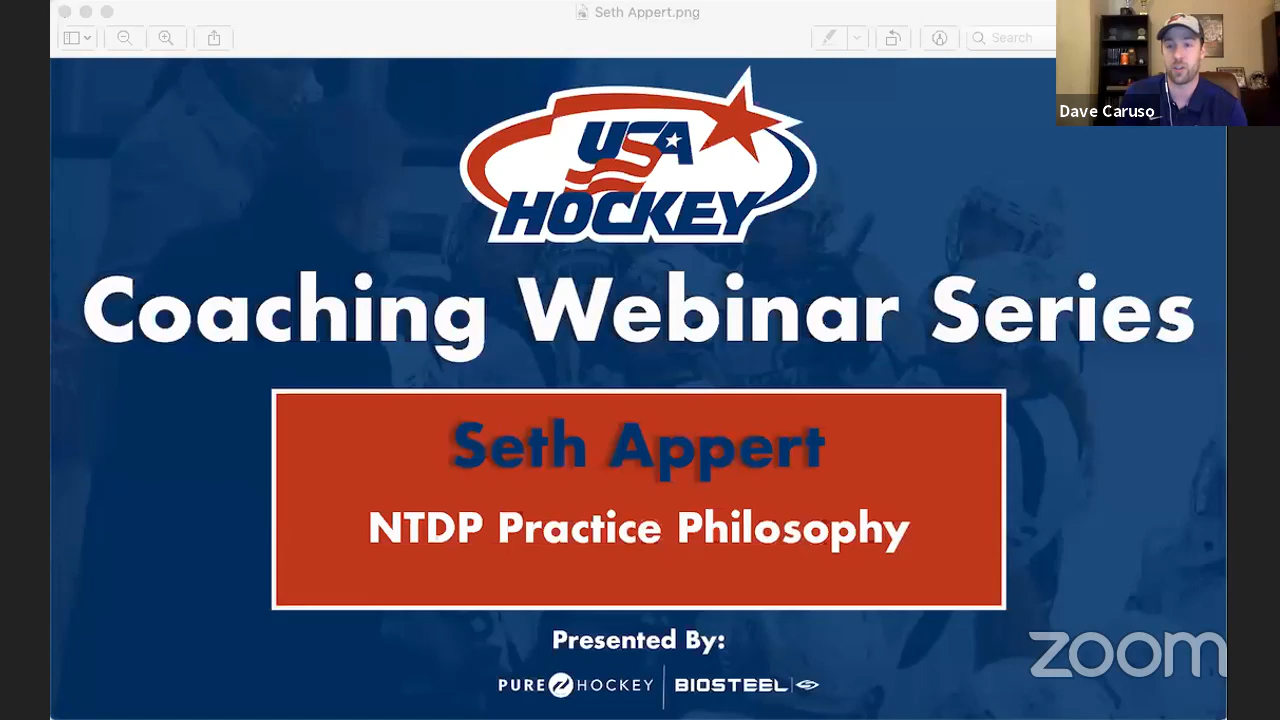 Seth Appert.png
Search
Dave Caruso
USA
HOCKEY
Coaching Webinar Series
Seth Appert
NTDP Practice Philosophy
Presented By:
PURE HOCKEY BIOSTEEL
zoom